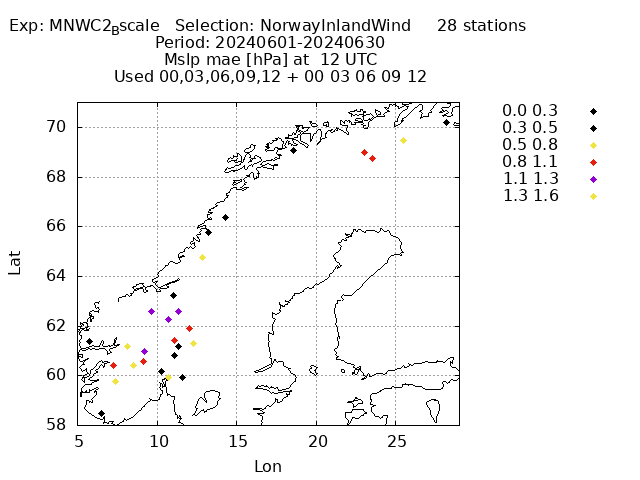 Exp: MNWC2Bscale   Selection: NorwayInlandWind     28 stations
Period: 20240601-20240630
Mslp mae [hPa] at  12 UTC
Used 00,03,06,09,12 + 00 03 06 09 12
0.0 0.3
0.3 0.5
0.5 0.8
0.8 1.1
1.1 1.3
1.3 1.6
70
68
66
64
62
60
58
Lat
5 10 15 20 25
Lon